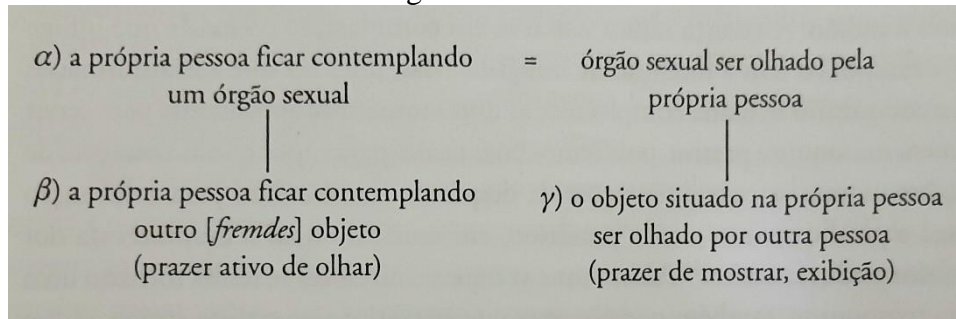 α) a própria pessoa ficar contemplando = órgão sexual ser olhado pela
um órgão sexual própria pessoa
β) a própria pessoa ficar contemplando
outro [fremdes] objeto
(prazer ativo de olhar)
γ) o objeto situado na própria pessoa
ser olhado por outra pessoa
(prazer de mostrar, exibição)